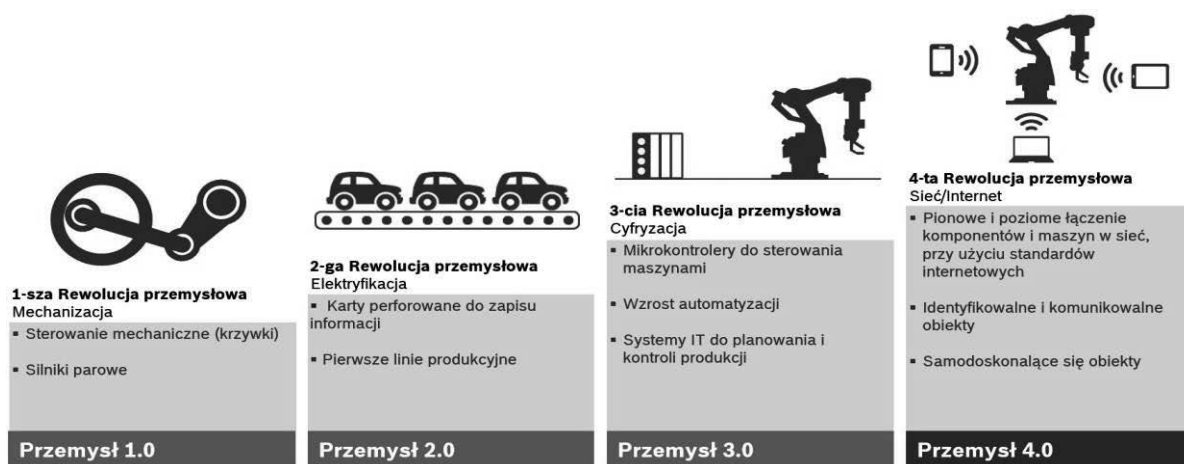 1-sza Rewolucja przemysłowa
Mechanizacja
▪ Sterowanie mechaniczne (krzywki)
▪ Silniki parowe
Przemysł 1.0
2-ga Rewolucja przemysłowa
Elektryfikacja
▪ Karty perforowane do zapisu
informacji
▪ Pierwsze linie produkcyjne
Przemysł 2.0
3-cia Rewolucja przemysłowa
Cyfryzacja
▪ Mikrokontrolery do sterowania
maszynami
▪ Wzrost automatyzacji
▪ Systemy IT do planowania i
kontroli produkcji
Przemysł 3.0
4-ta Rewolucja przemysłowa
Sieć/Internet
▪ Pionowe i poziome łączenie
komponentów i maszyn w sieć,
przy użyciu standardów
internetowych
▪ Identyfikowalne i komunikowalne
obiekty
▪ Samodoskonalące się obiekty
Przemysł 4.0